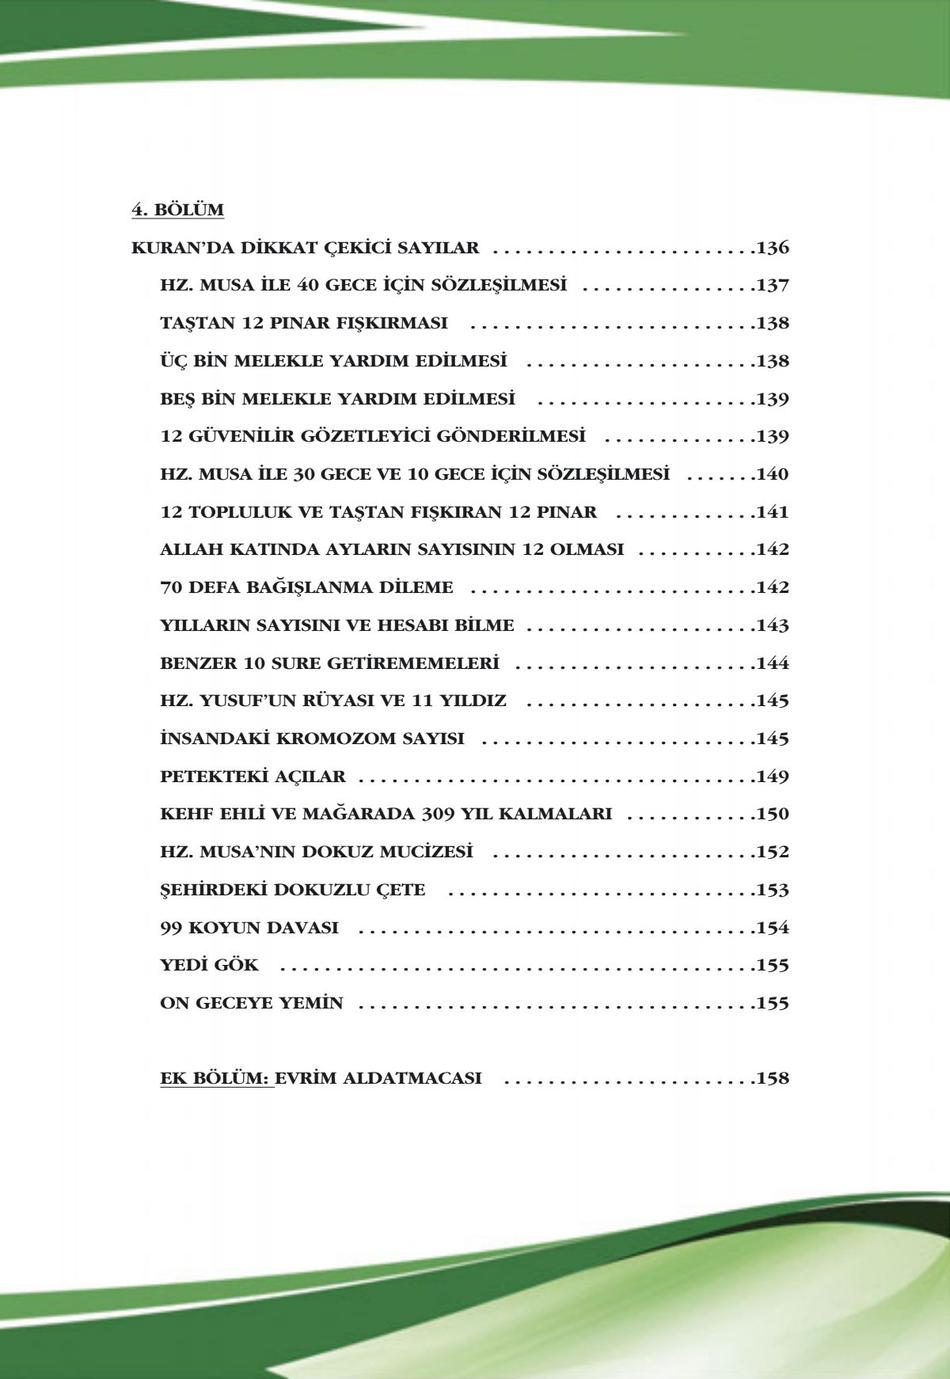 4. BÖLÜM
KURAN'DA DİKKAT ÇEKİCİ SAYILAR . . . . . . . . . . . . . . . . . . . . . . . .136
HZ. MUSA İLE 40 GECE İÇİN SÖZLEŞİLMESİ . . . . . . . . . . . . . . . .137
TAŞTAN 12 PINAR FIŞKIRMASI . . . . . . . . . . . . . . . . . . . . . . . . . .138
ÜÇ BİN MELEKLE YARDIM EDİLMESİ . . . . . . . . . . . . . . . . . . . . .138
BEŞ BİN MELEKLE YARDIM EDİLMESİ . . . . . . . . . . . . . . . . . . . .139
12 GÜVENİLİR GÖZETLEYİCİ GÖNDERİLMESİ . . . . . . . . . . . . . .139
HZ. MUSA İLE 30 GECE VE 10 GECE İÇİN SÖZLEŞİLMESİ . . . . . . .140
12 TOPLULUK VE TAŞTAN FIŞKIRAN 12 PINAR . . . . . . . . . . . . .141
ALLAH KATINDA AYLARIN SAYISININ 12 OLMASI . . . . . . . . . . .142
70 DEFA BAĞIŞLANMA DİLEME . . . . . . . . . . . . . . . . . . . . . . . . . .142
YILLARIN SAYISINI VE HESABI BİLME . . . . . . . . . . . . . . . . . . . . .143
BENZER 10 SURE GETİREMEMELERİ . . . . . . . . . . . . . . . . . . . . . .144
HZ. YUSUF'UN RÜYASI VE 11 YILDIZ . . . . . . . . . . . . . . . . . . . . .145
İNSANDAKİ KROMOZOM SAYISI . . . . . . . . . . . . . . . . . . . . . . . . .145
PETEKTEKİ AÇILAR . . . . . . . . . . . . . . . . . . . . . . . . . . . . . . . . . . . .149
KEHF EHLİ VE MAĞARADA 309 YIL KALMALARI . . . . . . . . . . . .150
HZ. MUSA'NIN DOKUZ MUCİZESİ . . . . . . . . . . . . . . . . . . . . . . . .152
ŞEHİRDEKİ DOKUZLU ÇETE . . . . . . . . . . . . . . . . . . . . . . . . . . . .153
99 KOYUN DAVASI . . . . . . . . . . . . . . . . . . . . . . . . . . . . . . . . . . . .154
YEDİ GÖK . . . . . . . . . . . . . . . . . . . . . . . . . . . . . . . . . . . . . . . . . . .155
ON GECEYE YEMİN . . . . . . . . . . . . . . . . . . . . . . . . . . . . . . . . . . . .155
EK BÖLÜM: EVRİM ALDATMACASI . . . . . . . . . . . . . . . . . . . . . . .158